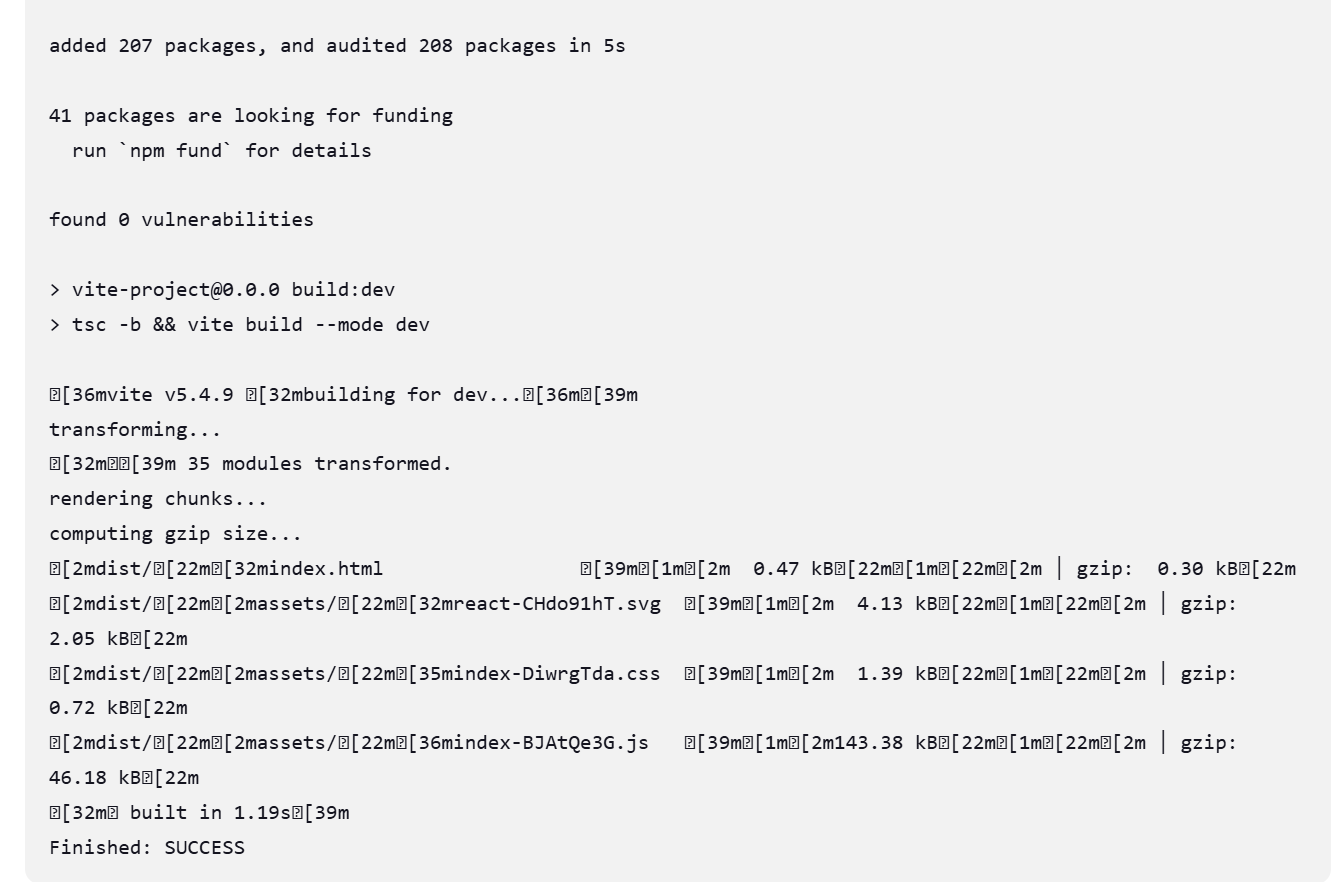 added 207 packages, and audited 208 packages in 5s
41 packages are looking for funding
  run `npm fund` for details
found 0 vulnerabilities
> vite-project@0.0.0 build:dev
> tsc -b && vite build --mode dev
�[36mvite v5.4.9 �[32mbuilding for dev...�[36m�[39m
transforming...
�[32m��[39m 35 modules transformed.
rendering chunks...
computing gzip size...
�[2mdist/�[22m�[32mindex.html                 �[39m�[1m�[2m  0.47 kB�[22m�[1m�[22m�[2m │ gzip:  0.30 kB�[22m
�[2mdist/�[22m�[2massets/�[22m�[32mreact-CHdo91hT.svg  �[39m�[1m�[2m  4.13 kB�[22m�[1m�[22m�[2m │ gzip:
2.05 kB�[22m
�[2mdist/�[22m�[2massets/�[22m�[35mindex-DiwrgTda.css  �[39m�[1m�[2m  1.39 kB�[22m�[1m�[22m�[2m │ gzip:
0.72 kB�[22m
�[2mdist/�[22m�[2massets/�[22m�[36mindex-BJAtQe3G.js   �[39m�[1m�[2m143.38 kB�[22m�[1m�[22m�[2m │ gzip:
46.18 kB�[22m
�[32m� built in 1.19s�[39m
Finished: SUCCESS